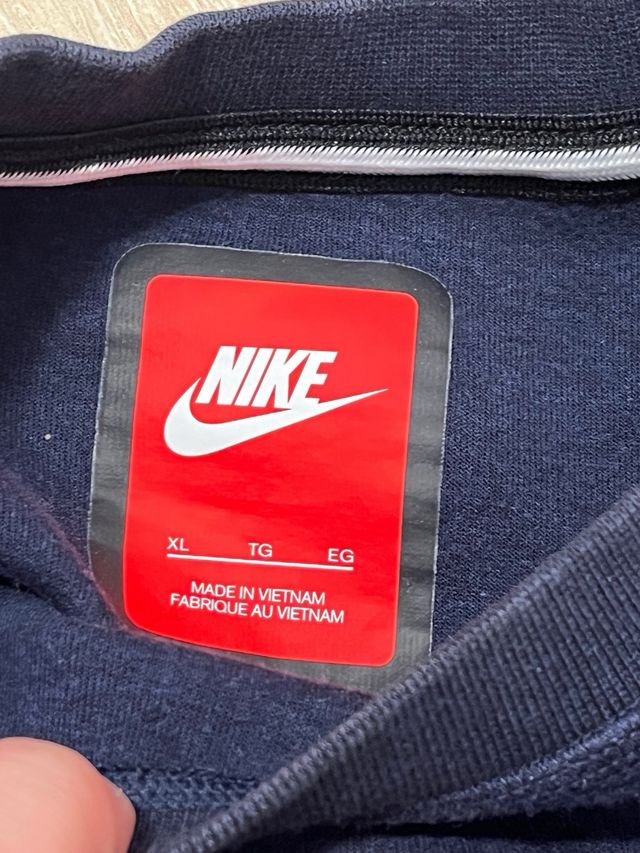 NIKE
XL TG EG
MADE IN VIETNAM
FABRIQUE AU VIETNAM